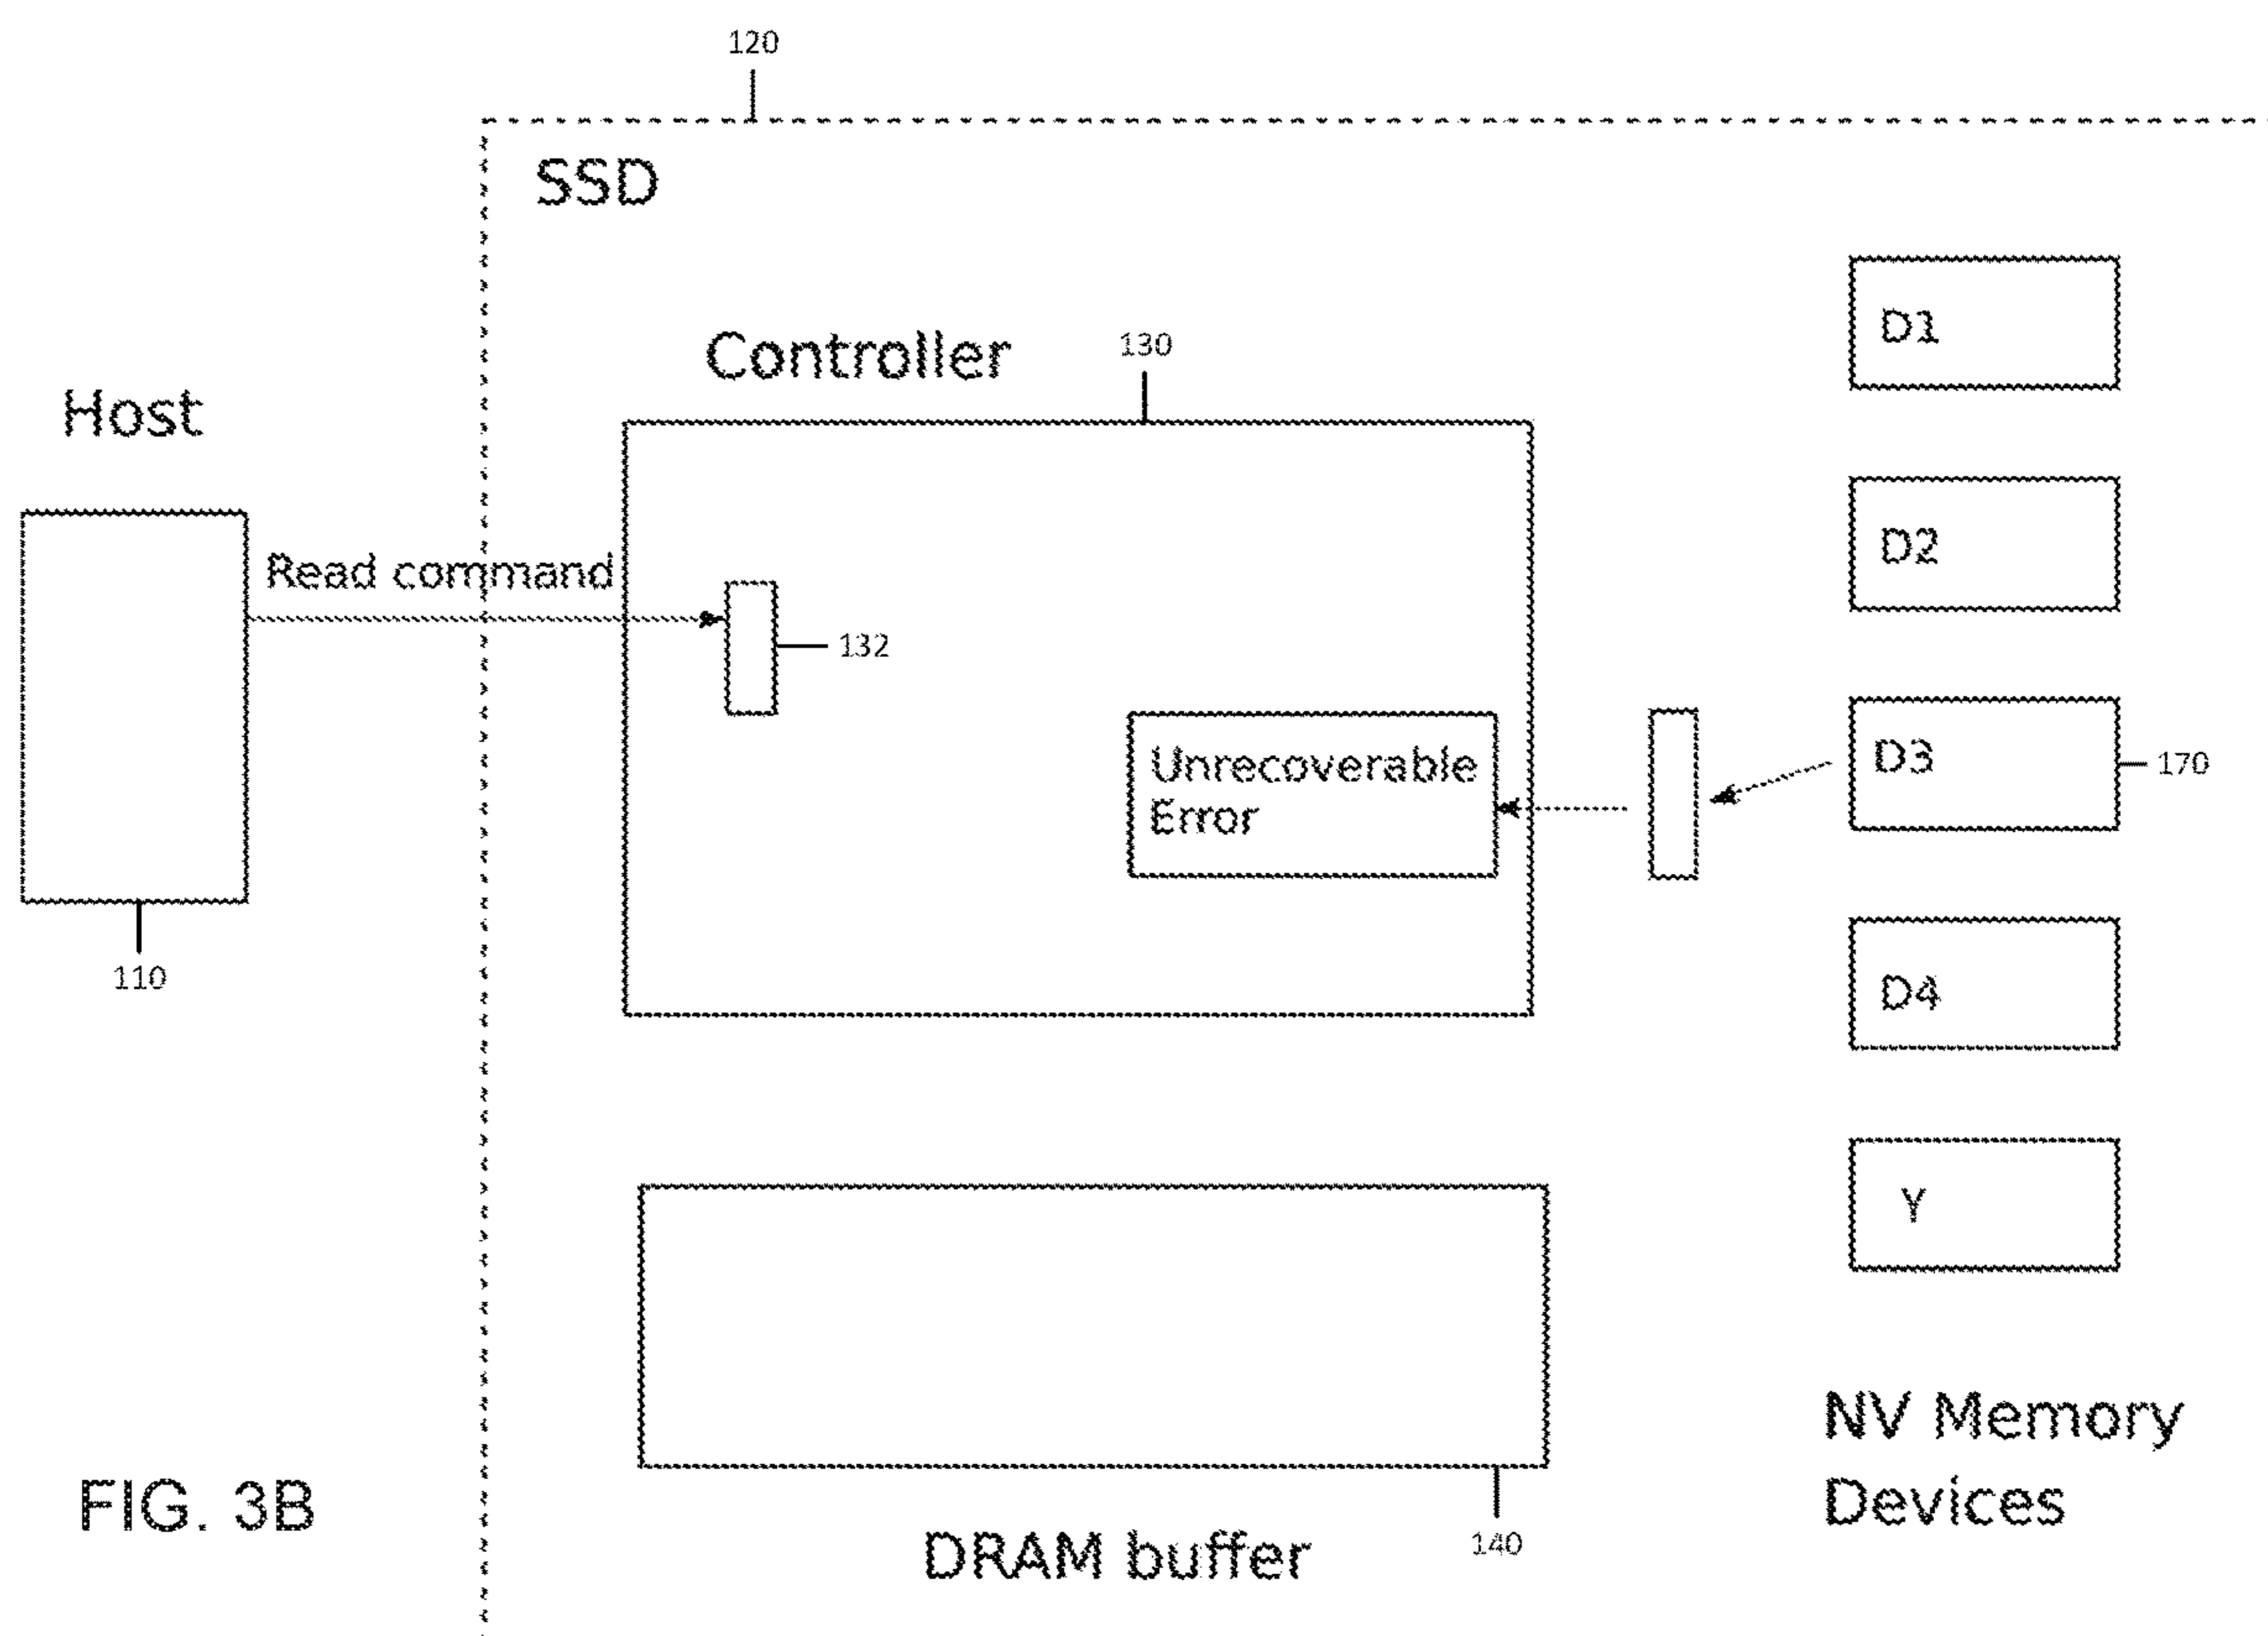 120
SSD
D1
Controller
130
Host
D2
Read command
132
Unrecoverable
Error
D3
170
110
D4
Y
NV Memory
Devices
FIG. 3B
DRAM buffer
140